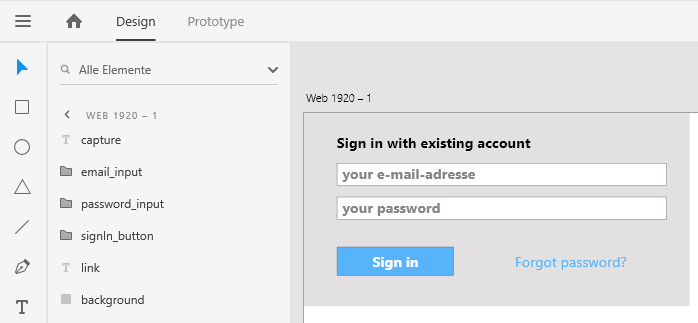 Design Prototype
Alle Elemente
WEB 1920 – 1
capture
email_input
password_input
signIn_button
link
background
Web 1920 – 1
Sign in with existing account
your e-mail-adresse
your password
Sign in
Forgot password?